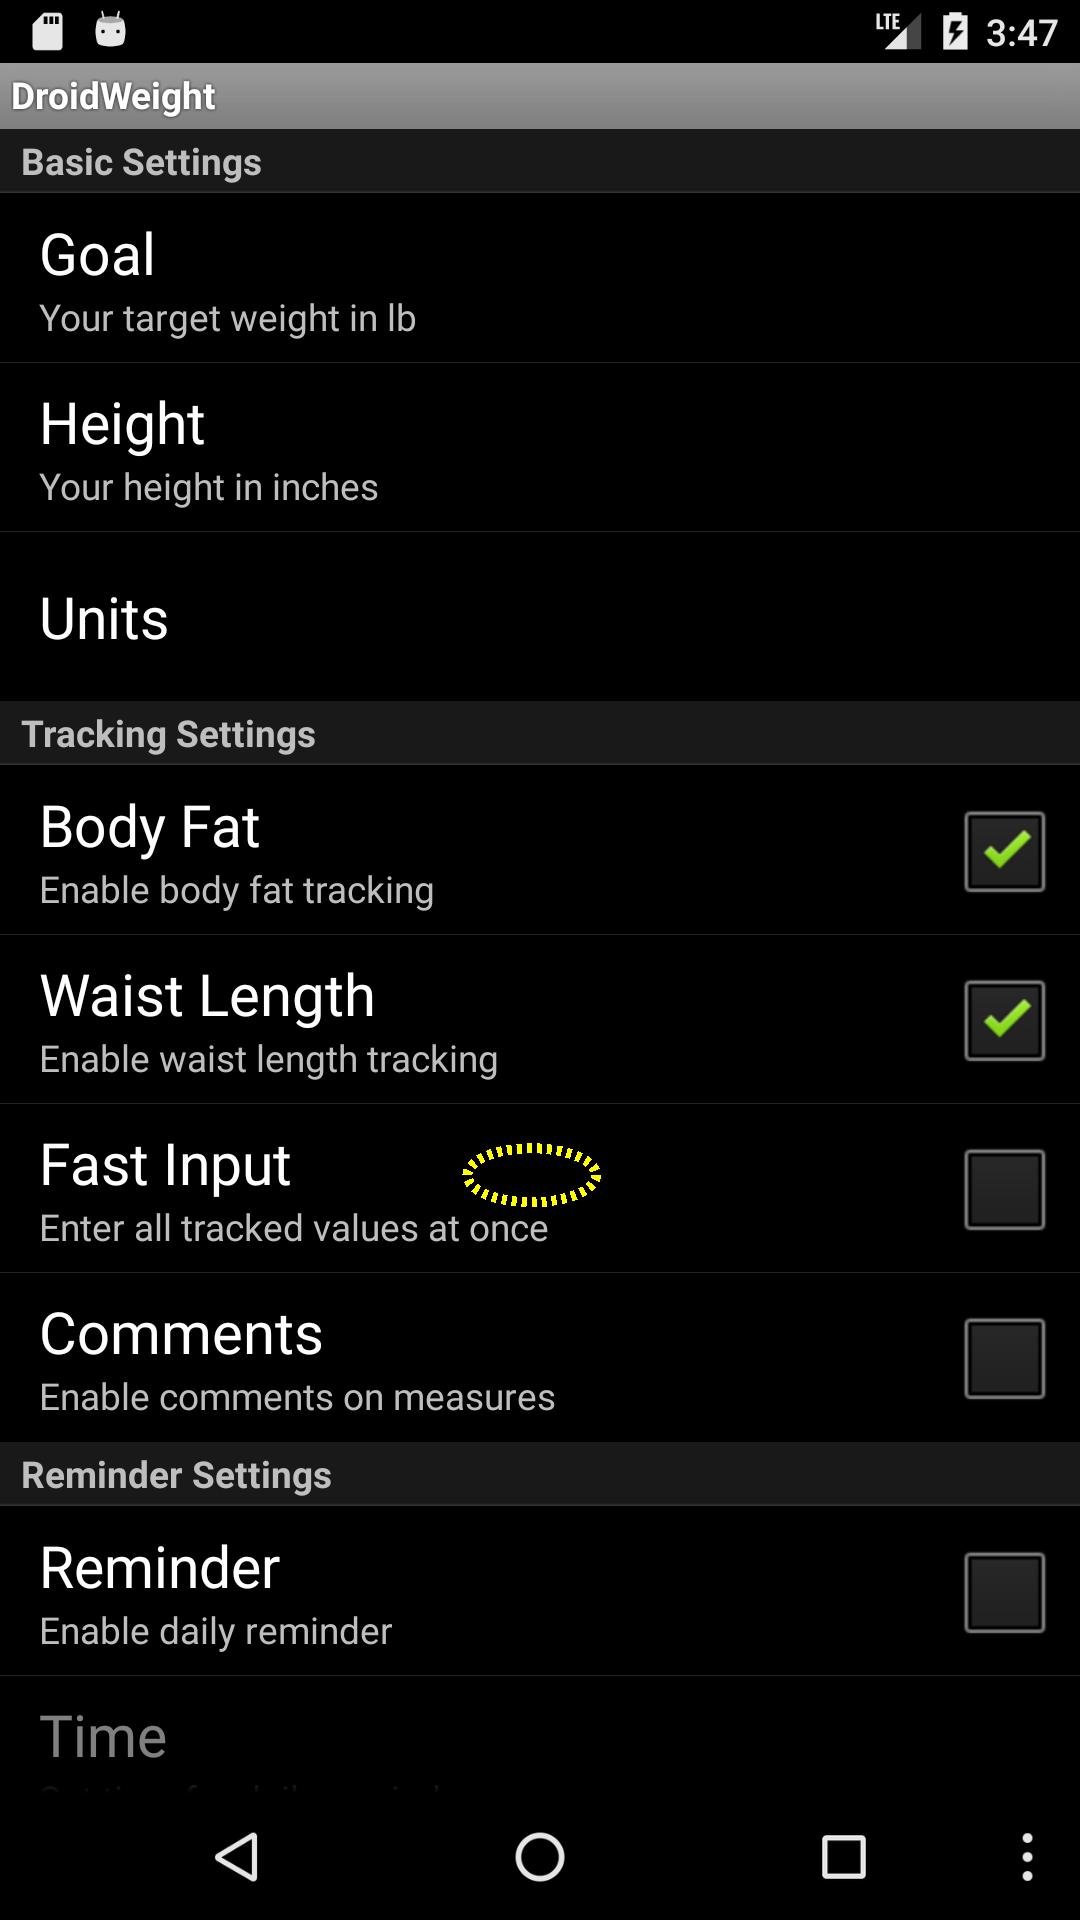 LTE 3:47
DroidWeight
Basic Settings
Goal
Your target weight in lb
Height
Your height in inches
Units
Tracking Settings
Body Fat
Enable body fat tracking
Waist Length
Enable waist length tracking
Fast Input
Enter all tracked values at once
Comments
Enable comments on measures
Reminder Settings
Reminder
Enable daily reminder
Time